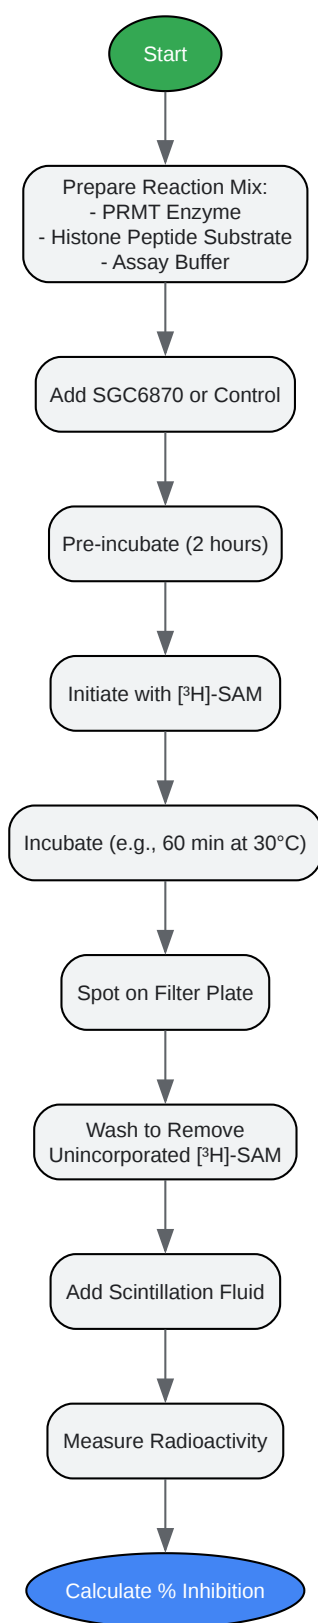 Start
Prepare Reaction Mix:
- PRMT Enzyme
- Histone Peptide Substrate
- Assay Buffer
Add SGC6870 or Control
Pre-incubate (2 hours)
Initiate with [³H]-SAM
Incubate (e.g., 60 min at 30°C)
Spot on Filter Plate
Wash to Remove
Unincorporated [³H]-SAM
Add Scintillation Fluid
Measure Radioactivity
Calculate % Inhibition